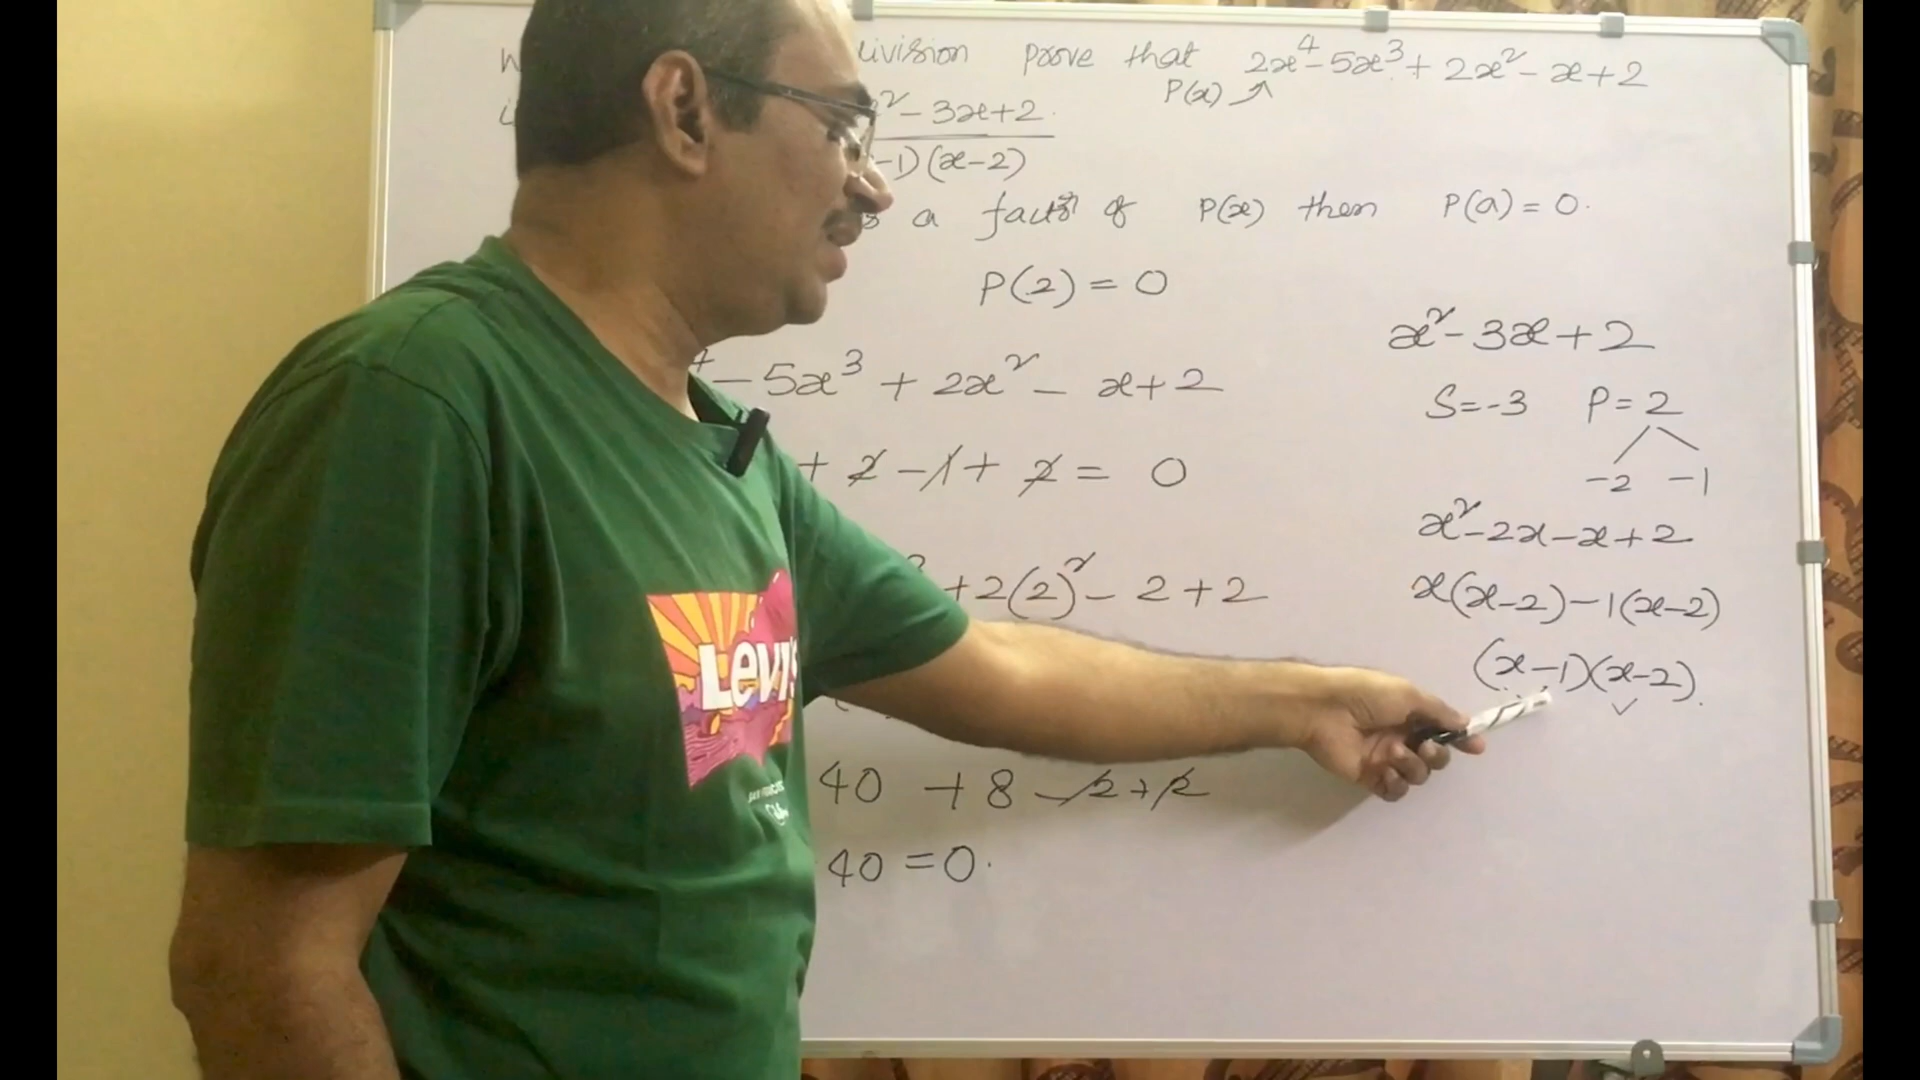 division prove that 2x⁴-5x³+2x²-x+2
P(x)
²-3x+2.
-1)(x-2)
a factor of P(x) then P(a)=0.
P(2)=0
⁴-5x³+2x²-x+2
+2-1+2=0
+2(2)²-2+2
40+8-2+2
40=0.
x²-3x+2
S=-3 P=2
-2 -1
x²-2x-x+2
x(x-2)-1(x-2)
(x-1)(x-2).
Levi's